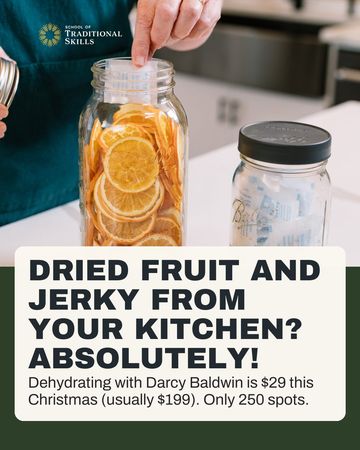 SCHOOL OF
TRADITIONAL
SKILLS
Ball
DRIED FRUIT AND
JERKY FROM
YOUR KITCHEN?
ABSOLUTELY!
Dehydrating with Darcy Baldwin is $29 this
Christmas (usually $199). Only 250 spots.